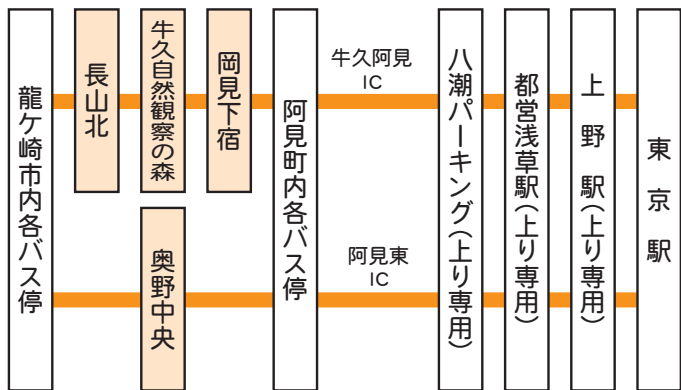 龍ケ崎市内各バス停
長山北
牛久自然観察の森
岡見下宿
奥野中央
阿見町内各バス停
牛久阿見
IC
阿見東
IC
八潮パーキング(上り専用)
都営浅草駅(上り専用)
上野駅(上り専用)
東京駅